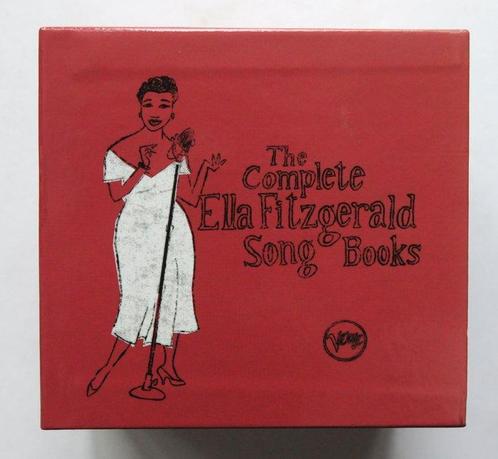 The
Complete
Ella Fitzgerald
Song Books
Verve